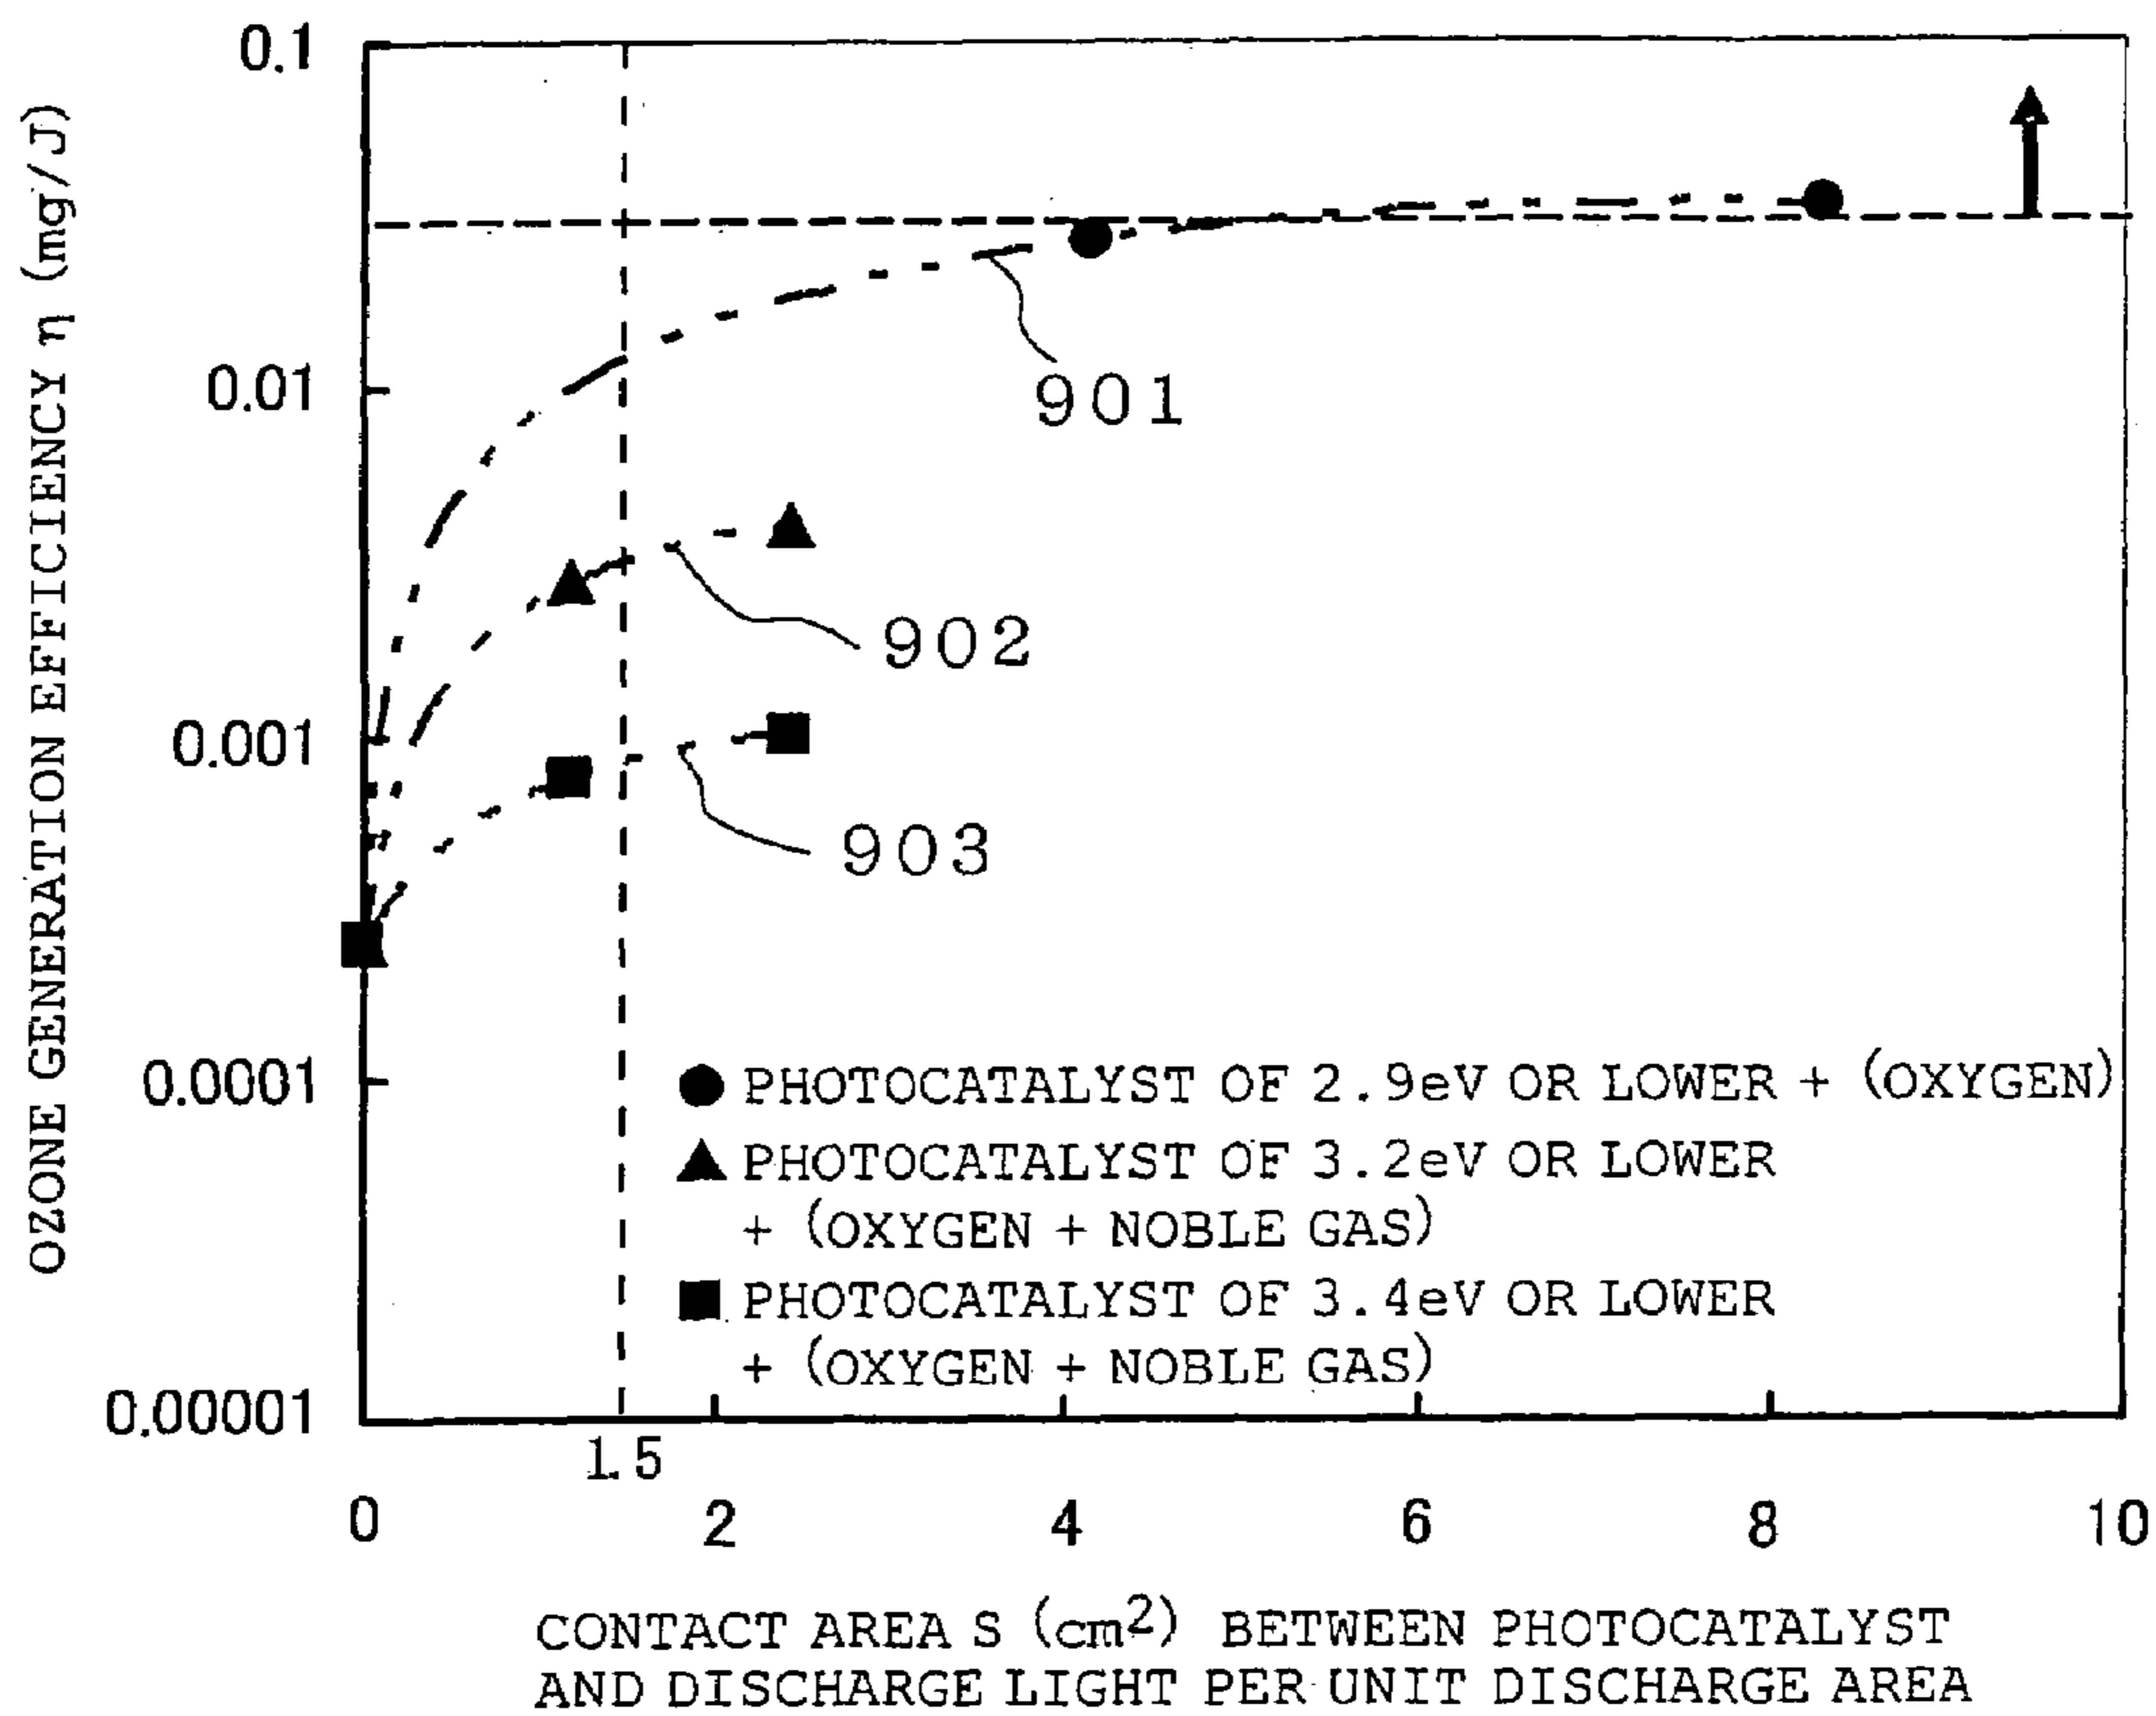 OZONE GENERATION EFFICIENCY η (mg/J)
0.1
0.01
0.001
0.0001
0.00001
901
902
903
● PHOTOCATALYST OF 2.9eV OR LOWER + (OXYGEN)
▲ PHOTOCATALYST OF 3.2eV OR LOWER
+ (OXYGEN + NOBLE GAS)
■ PHOTOCATALYST OF 3.4eV OR LOWER
+ (OXYGEN + NOBLE GAS)
1.5
0 2 4 6 8 10
CONTACT AREA S (cm2) BETWEEN PHOTOCATALYST
AND DISCHARGE LIGHT PER UNIT DISCHARGE AREA